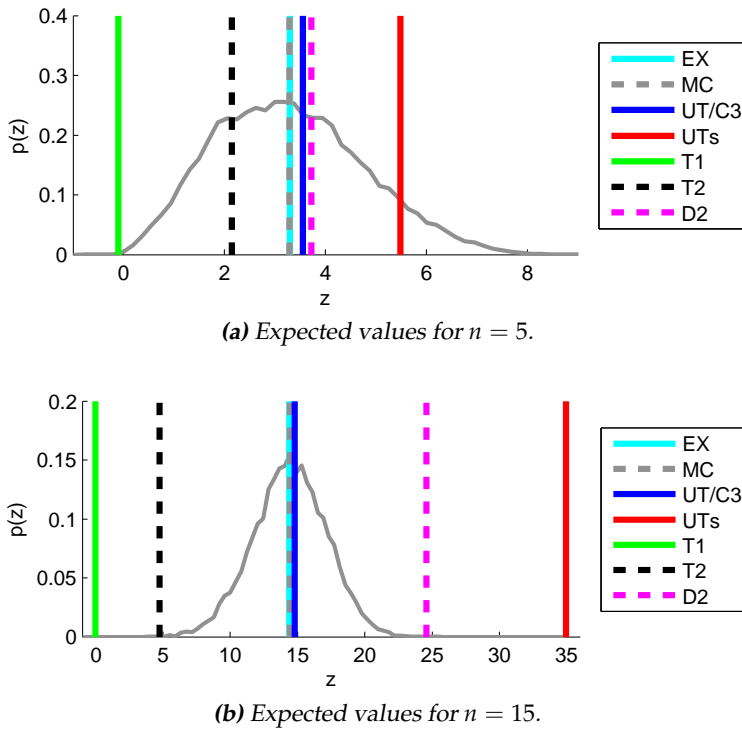 0.4
0.3
0.2
0.1
0
p(z)
0 2 4 6 8
z
EX
MC
UT/C3
UTs
T1
T2
D2
(a) Expected values for n = 5.
0.2
0.15
0.1
0.05
0
p(z)
0 5 10 15 20 25 30 35
z
EX
MC
UT/C3
UTs
T1
T2
D2
(b) Expected values for n = 15.